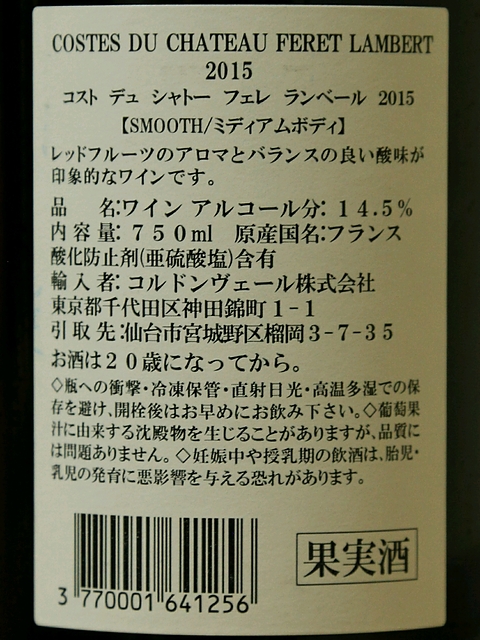 COSTES DU CHATEAU FERET LAMBERT
2015
コスト デュ シャトー フェレ ランベール 2015
【SMOOTH/ミディアムボディ】
レッドフルーツのアロマとバランスの良い酸味が
印象的なワインです。
品 名:ワイン アルコール分: 14.5%
内 容 量: 750ml 原産国名:フランス
酸化防止剤(亜硫酸塩)含有
輸 入 者: コルドンヴェール株式会社
東京都千代田区神田錦町1-1
引 取 先:仙台市宮城野区榴岡3-7-35
お酒は20歳になってから。
◇瓶への衝撃・冷凍保管・直射日光・高温多湿での保
存を避け、開栓後はお早めにお飲み下さい。◇葡萄果
汁に由来する沈殿物を生じることがありますが、品質に
は問題ありません。◇妊娠中や授乳期の飲酒は、胎児・
乳児の発育に悪影響を与える恐れがあります。
果実酒
3 770001 641256